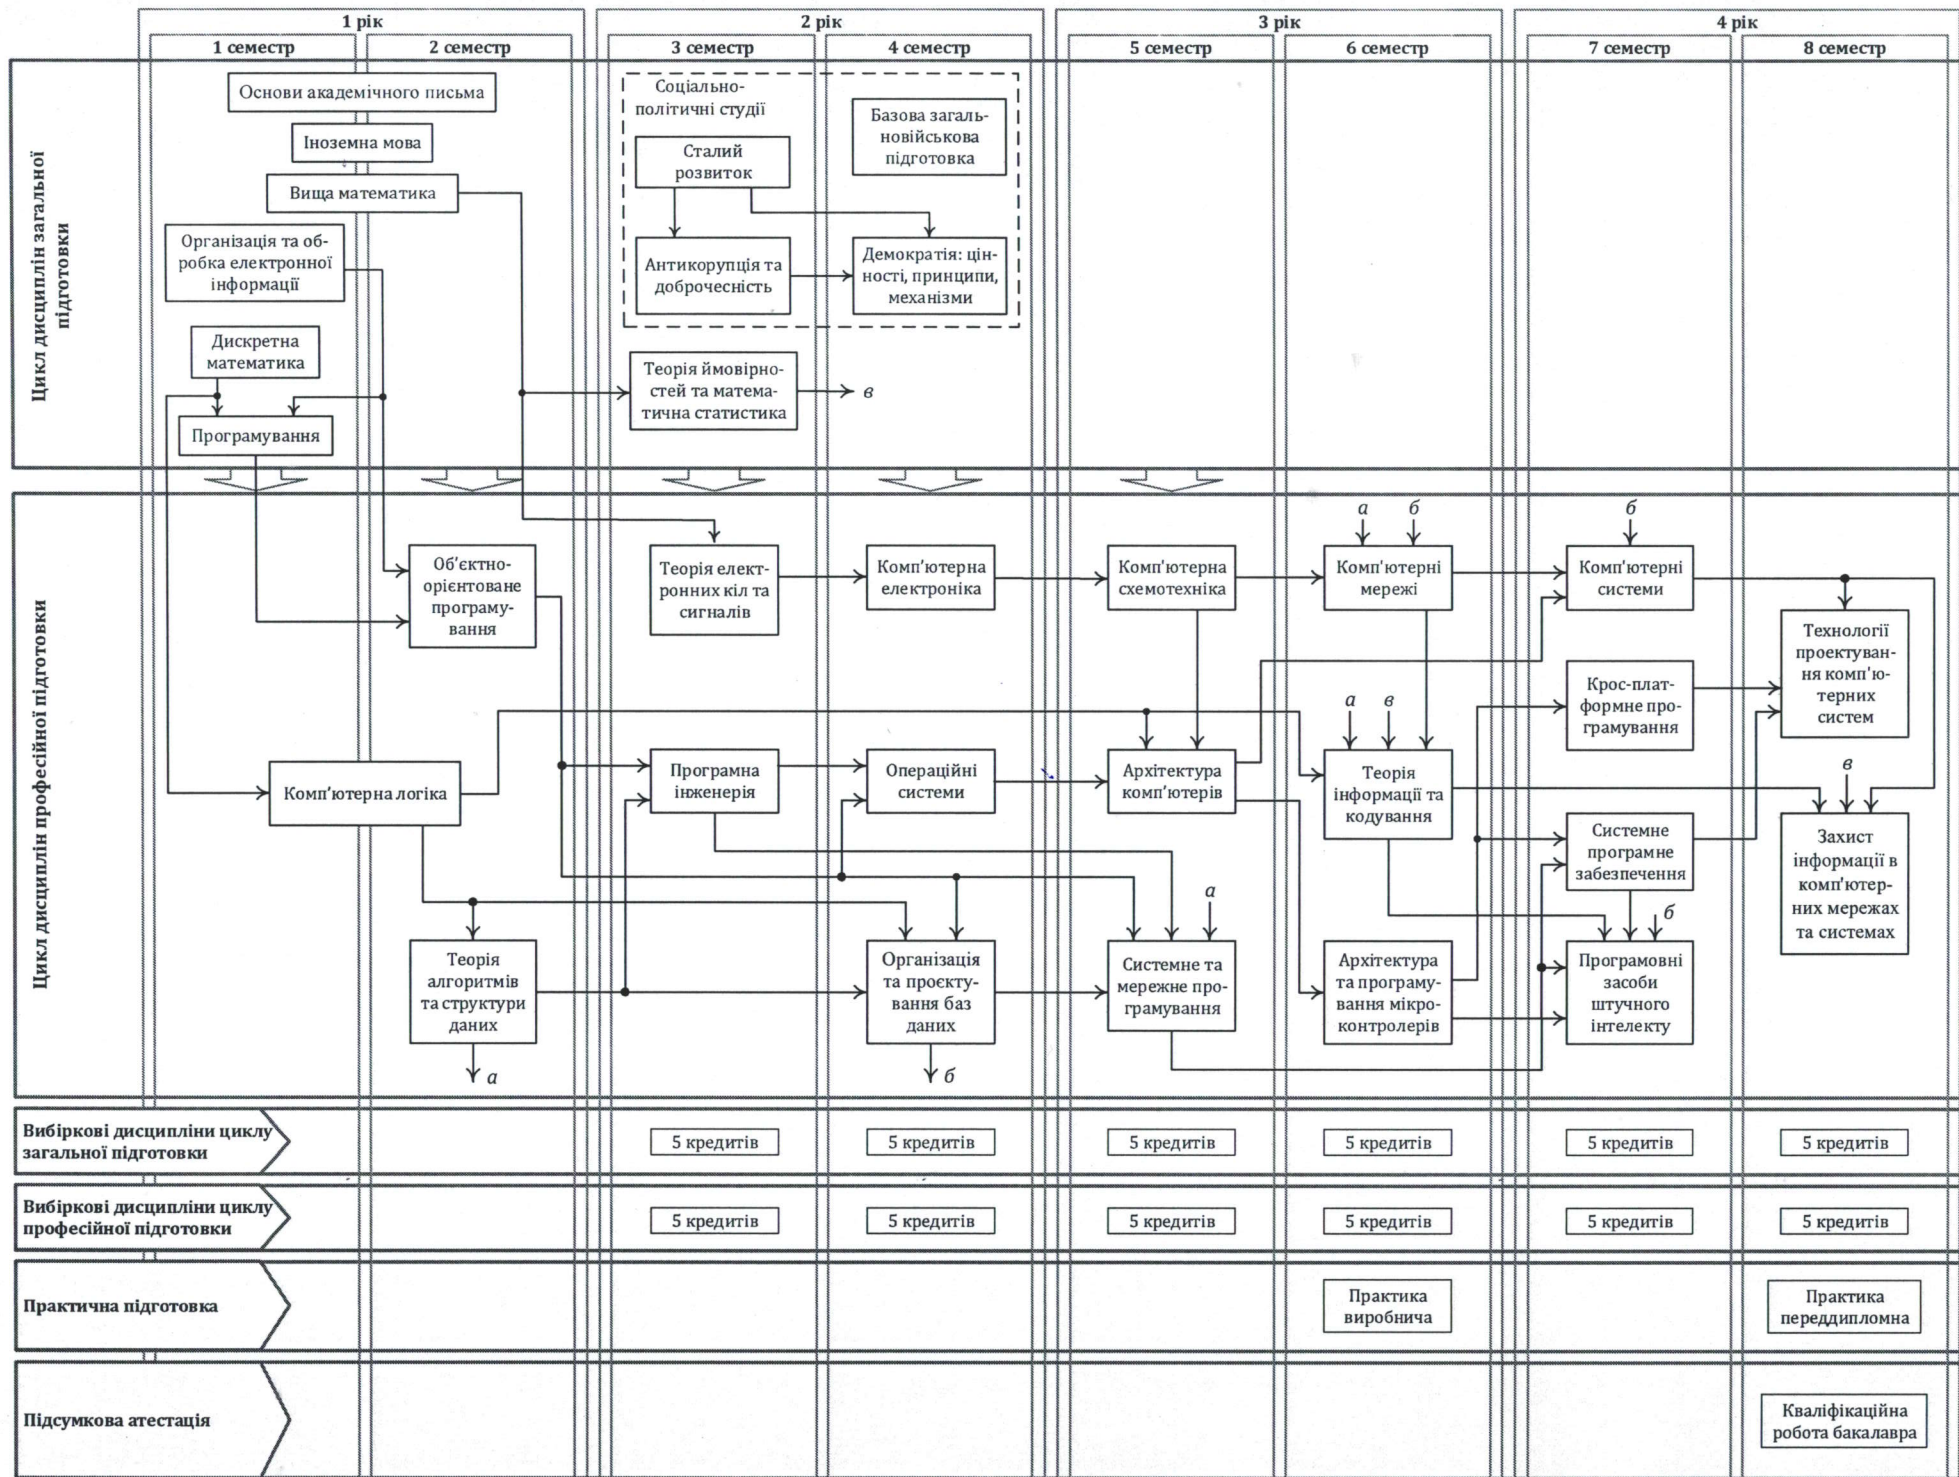 1 рік
2 рік
3 рік
4 рік
1 семестр
2 семестр
3 семестр
4 семестр
5 семестр
6 семестр
7 семестр
8 семестр
Цикл дисциплін загальної
підготовки
Основи академічного письма
Іноземна мова
Вища математика
Організація та об-
робка електронної
інформації
Дискретна
математика
Програмування
Соціально-
політичні студії
Сталий
розвиток
Базова загаль-
новійськова
підготовка
Антикорупція та
доброчесність
Демократія: цін-
ності, принципи,
механізми
Теорія ймовірно-
стей та матема-
тична статистика
в
Цикл дисциплін професійної підготовки
Об'єктно-
орієнтоване
програму-
вання
Теорія елект-
ронних кіл та
сигналів
Комп'ютерна
електроніка
Комп'ютерна
схемотехніка
а
б
Комп'ютерні
мережі
б
Комп'ютерні
системи
Технології
проектуван-
ня комп'ю-
терних
систем
Крос-плат-
формне про-
грамування
Комп'ютерна логіка
Програмна
інженерія
Операційні
системи
Архітектура
комп'ютерів
а
в
Теорія
інформації та
кодування
Системне
програмне
забезпечення
в
Захист
інформації в
комп'ютер-
них мережах
та системах
Теорія
алгоритмів
та структури
даних
а
Організація
та проєкту-
вання баз
даних
б
а
Системне та
мережне про-
грамування
Архітектура
та програму-
вання мікро-
контролерів
б
Програмовні
засоби
штучного
інтелекту
Вибіркові дисципліни циклу
загальної підготовки
5 кредитів
5 кредитів
5 кредитів
5 кредитів
5 кредитів
5 кредитів
Вибіркові дисципліни циклу
професійної підготовки
5 кредитів
5 кредитів
5 кредитів
5 кредитів
5 кредитів
5 кредитів
Практична підготовка
Практика
виробнича
Практика
переддипломна
Підсумкова атестація
Кваліфікаційна
робота бакалавра